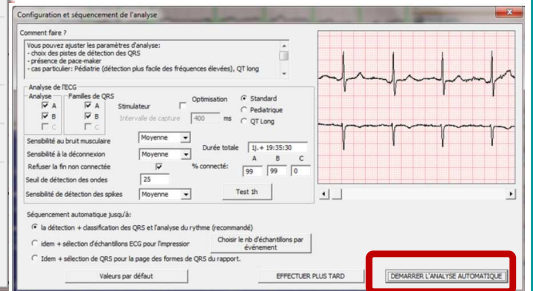 Configuration et séquencement de l'analyse
Comment faire ?
Vous pouvez ajuster les paramètres d'analyse:
- choix des pistes de détection des QRS
- présence de pace-maker
- cas particulier: Pédiatrie (détection plus facile des fréquences élevées), QT long
Analyse de l'ECG
Analyse Familles de QRS
A A
B B
C C
Stimulateur
Intervalle de capture 400 ms
Optimisation
Standard
Pediatrique
QT Long
Sensibilité au bruit musculaire Moyenne
Sensibilité à la déconnexion Moyenne
Refuser la fin non connectée
Seuil de détection des ondes 25
Sensibilité de détection des spikes Moyenne
Durée totale 1j. + 19:35:30
A B C
% connecté: 99 99 0
Test 1h
Séquencement automatique jusqu'à:
la détection + classification des QRS et l'analyse du rythme (recommandé)
idem + sélection d'échantillons ECG pour l'impression
Choisir le nb d'échantillons par
événement
Idem + sélection de QRS pour la page des formes de QRS du rapport.
Valeurs par défaut
EFFECTUER PLUS TARD
DEMARRER L'ANALYSE AUTOMATIQUE